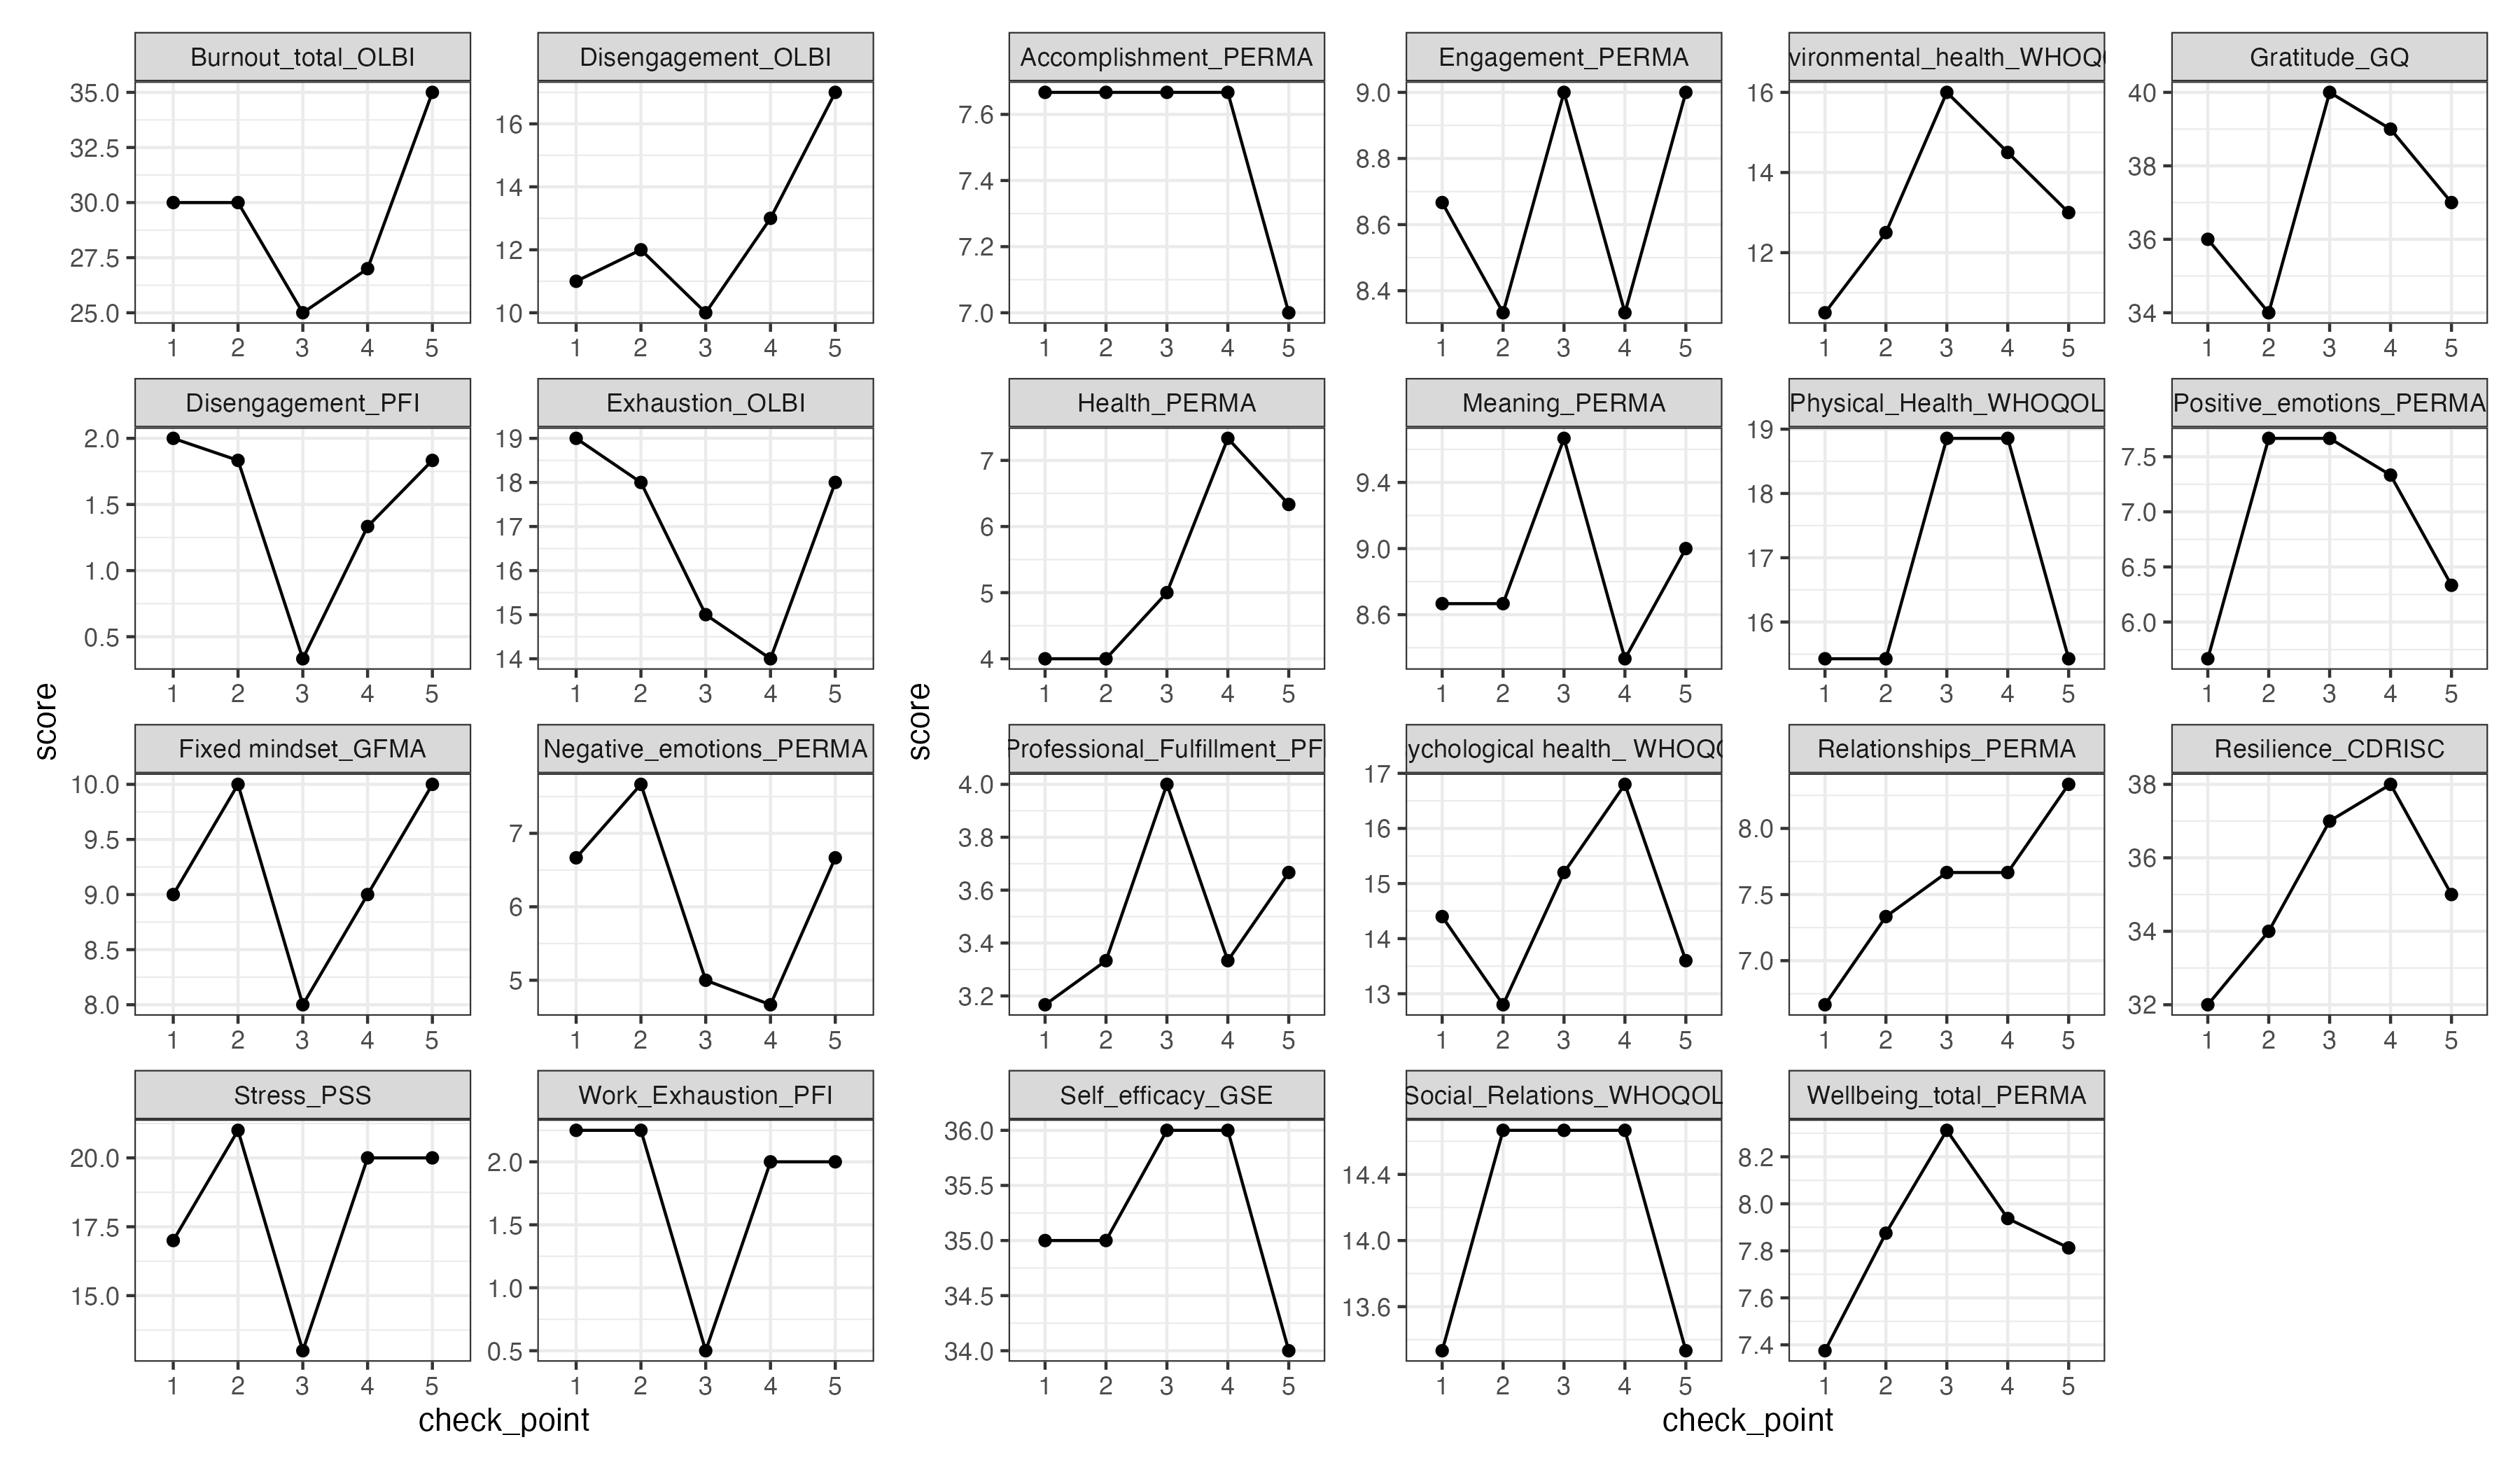 Burnout_total_OLBI
Disengagement_OLBI
Accomplishment_PERMA
Engagement_PERMA
vironmental_health_WHOQ
Gratitude_GQ
35.0
32.5
30.0
27.5
25.0
1 2 3 4 5
16
14
12
10
1 2 3 4 5
7.6
7.4
7.2
7.0
1 2 3 4 5
9.0
8.8
8.6
8.4
1 2 3 4 5
16
14
12
1 2 3 4 5
40
38
36
34
1 2 3 4 5
Disengagement_PFI
Exhaustion_OLBI
Health_PERMA
Meaning_PERMA
Physical_Health_WHOQOL
Positive_emotions_PERMA
2.0
1.5
1.0
0.5
1 2 3 4 5
19
18
17
16
15
14
1 2 3 4 5
7
6
5
4
1 2 3 4 5
9.4
9.0
8.6
1 2 3 4 5
19
18
17
16
1 2 3 4 5
7.5
7.0
6.5
6.0
1 2 3 4 5
score
score
Fixed mindset_GFMA
Negative_emotions_PERMA
Professional_Fulfillment_PF
ychological health_ WHOQ
Relationships_PERMA
Resilience_CDRISC
10.0
9.5
9.0
8.5
8.0
1 2 3 4 5
7
6
5
1 2 3 4 5
4.0
3.8
3.6
3.4
3.2
1 2 3 4 5
17
16
15
14
13
1 2 3 4 5
8.0
7.5
7.0
1 2 3 4 5
38
36
34
32
1 2 3 4 5
Stress_PSS
Work_Exhaustion_PFI
Self_efficacy_GSE
Social_Relations_WHOQOL
Wellbeing_total_PERMA
20.0
17.5
15.0
1 2 3 4 5
2.0
1.5
1.0
0.5
1 2 3 4 5
36.0
35.5
35.0
34.5
34.0
1 2 3 4 5
14.4
14.0
13.6
1 2 3 4 5
8.2
8.0
7.8
7.6
7.4
1 2 3 4 5
check_point
check_point